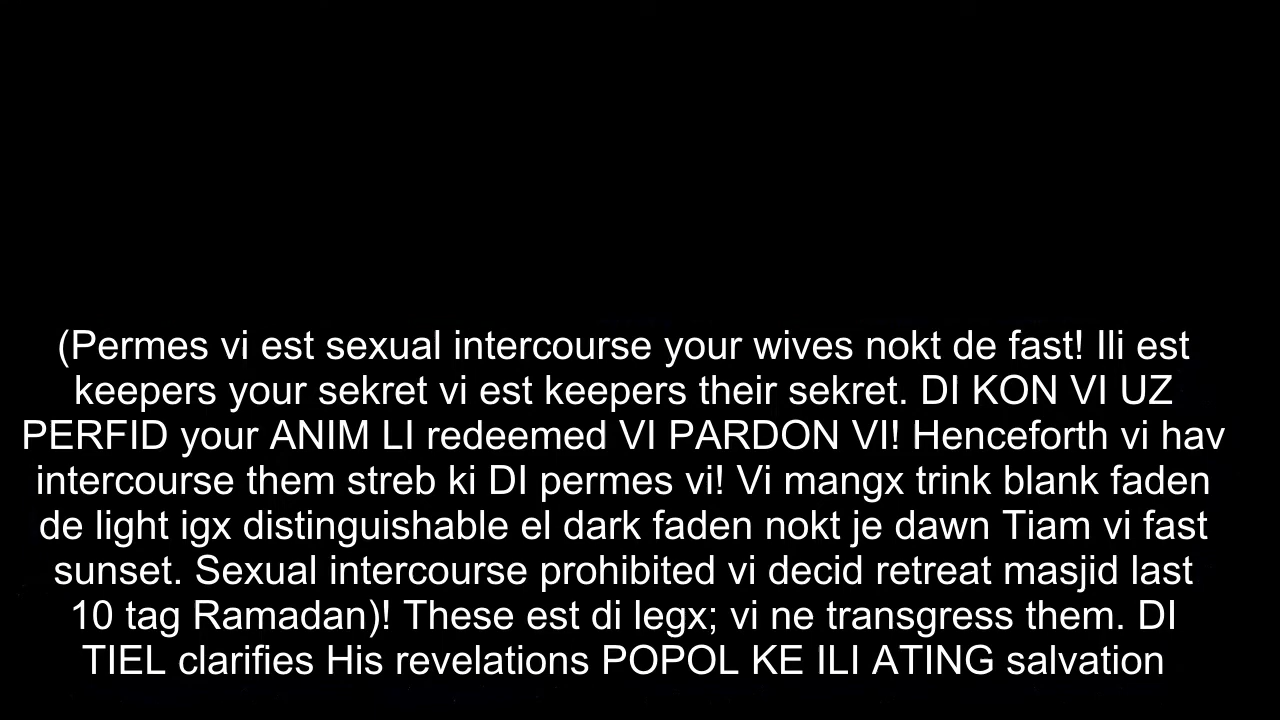 (Permes vi est sexual intercourse your wives nokt de fast! Ili est
keepers your sekret vi est keepers their sekret. DI KON VI UZ
PERFID your ANIM LI redeemed VI PARDON VI! Henceforth vi hav
intercourse them streb ki DI permes vi! Vi mangx trink blank faden
de light igx distinguishable el dark faden nokt je dawn Tiam vi fast
sunset. Sexual intercourse prohibited vi decid retreat masjid last
10 tag Ramadan)! These est di legx; vi ne transgress them. DI
TIEL clarifies His revelations POPOL KE ILI ATING salvation